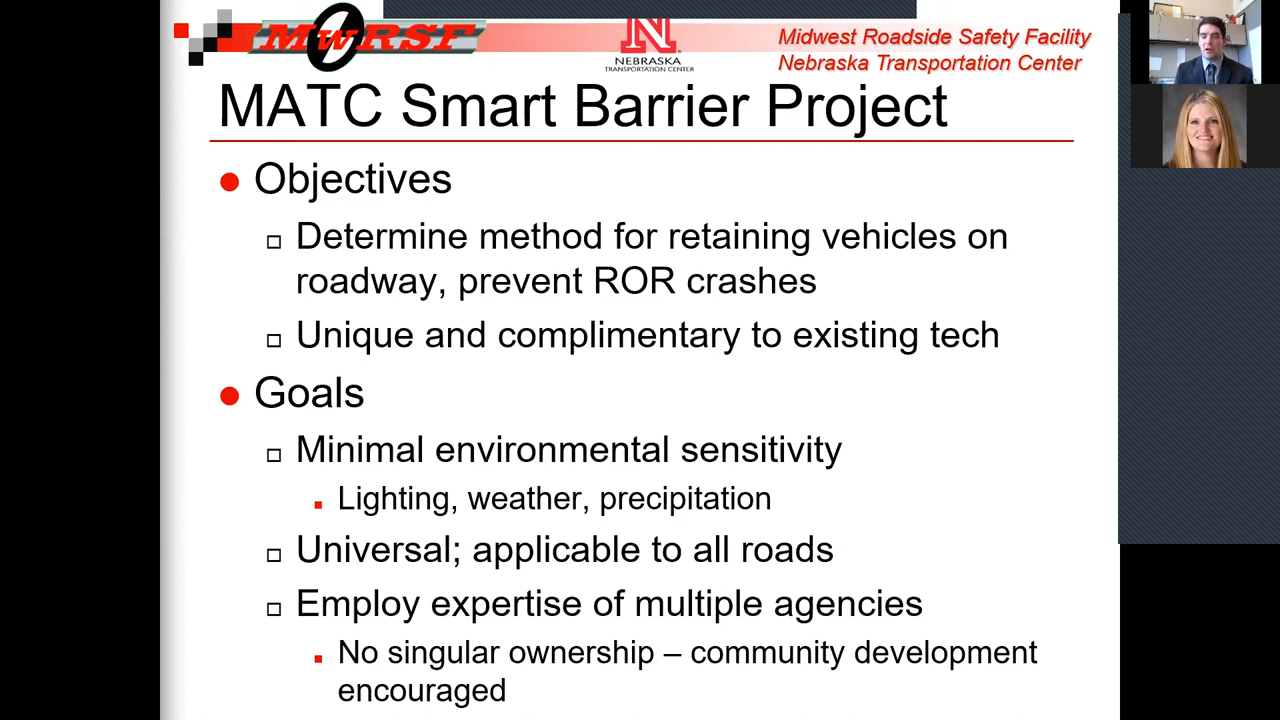 MwRSF
N
NEBRASKA
TRANSPORTATION CENTER
Midwest Roadside Safety Facility
Nebraska Transportation Center
MATC Smart Barrier Project
Objectives
Determine method for retaining vehicles on
roadway, prevent ROR crashes
Unique and complimentary to existing tech
Goals
Minimal environmental sensitivity
Lighting, weather, precipitation
Universal; applicable to all roads
Employ expertise of multiple agencies
No singular ownership – community development
encouraged